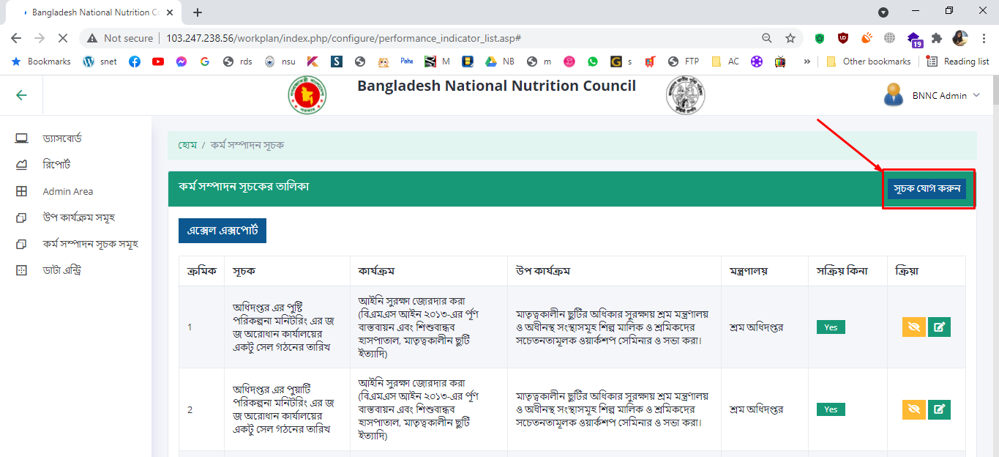 Bangladesh National Nutrition C
Not secure
103.247.238.56/workplan/index.php/configure/performance_indicator_list.asp#
19
Bookmarks
snet
rds
nsu
M
NB
m
s
FTP
AC
»
Other bookmarks
Reading list
Bangladesh National Nutrition Council
BNNC Admin
ড্যাসবোর্ড
রিপোর্ট
Admin Area
উপ কার্যক্রম সমূহ
কর্ম সম্পাদন সূচক সমূহ
ডাটা এন্ট্রি
হোম / কর্ম সম্পাদন সূচক
কর্ম সম্পাদন সূচকের তালিকা
সূচক যোগ করুন
এক্সেল এক্সপোর্ট
ক্রমিক সূচক কার্যক্রম উপ কার্যক্রম মন্ত্রণালয় সক্রিয় কিনা ক্রিয়া
1
অধিদপ্তর এর পুষ্টি
পরিকল্পনা মনিটরিং এর জ
জ অরোধান কার্যালয়ের
একটু সেল গঠনের তারিখ
আইনি সুরক্ষা জোরদার করা
(বিএমএস আইন ২০১৩-এর র্পূণ
বাস্তবায়ন এবং শিশুবান্ধব
হাসপাতাল, মাতৃত্বকালীন ছুটি
ইত্যাদি)
মাতৃত্বকালীন ছুটির অধিকার সুরক্ষায় শ্রম মন্ত্রণালয়
ও অধীনস্থ সংস্থাসমূহ শিল্প মালিক ও শ্রমিকদের
সচেতনতামূলক ওয়ার্কশপ সেমিনার ও সভা করা।
শ্রম অধিদপ্তর
Yes
2
অধিদপ্তর এর পুয়াটি
পরিকল্পনা মনিটরিং এর জ
জ অরোধান কার্যালয়ের
একটু সেল গঠনের তারিখ
আইনি সুরক্ষা জোরদার করা
(বিএমএস আইন ২০১৩-এর র্পূণ
বাস্তবায়ন এবং শিশুবান্ধব
হাসপাতাল, মাতৃত্বকালীন ছুটি
ইত্যাদি)
মাতৃত্বকালীন ছুটির অধিকার সুরক্ষায় শ্রম মন্ত্রণালয়
ও অধীনস্থ সংস্থাসমূহ শিল্প মালিক ও শ্রমিকদের
সচেতনতামূলক ওয়ার্কশপ সেমিনার ও সভা করা।
শ্রম অধিদপ্তর
Yes